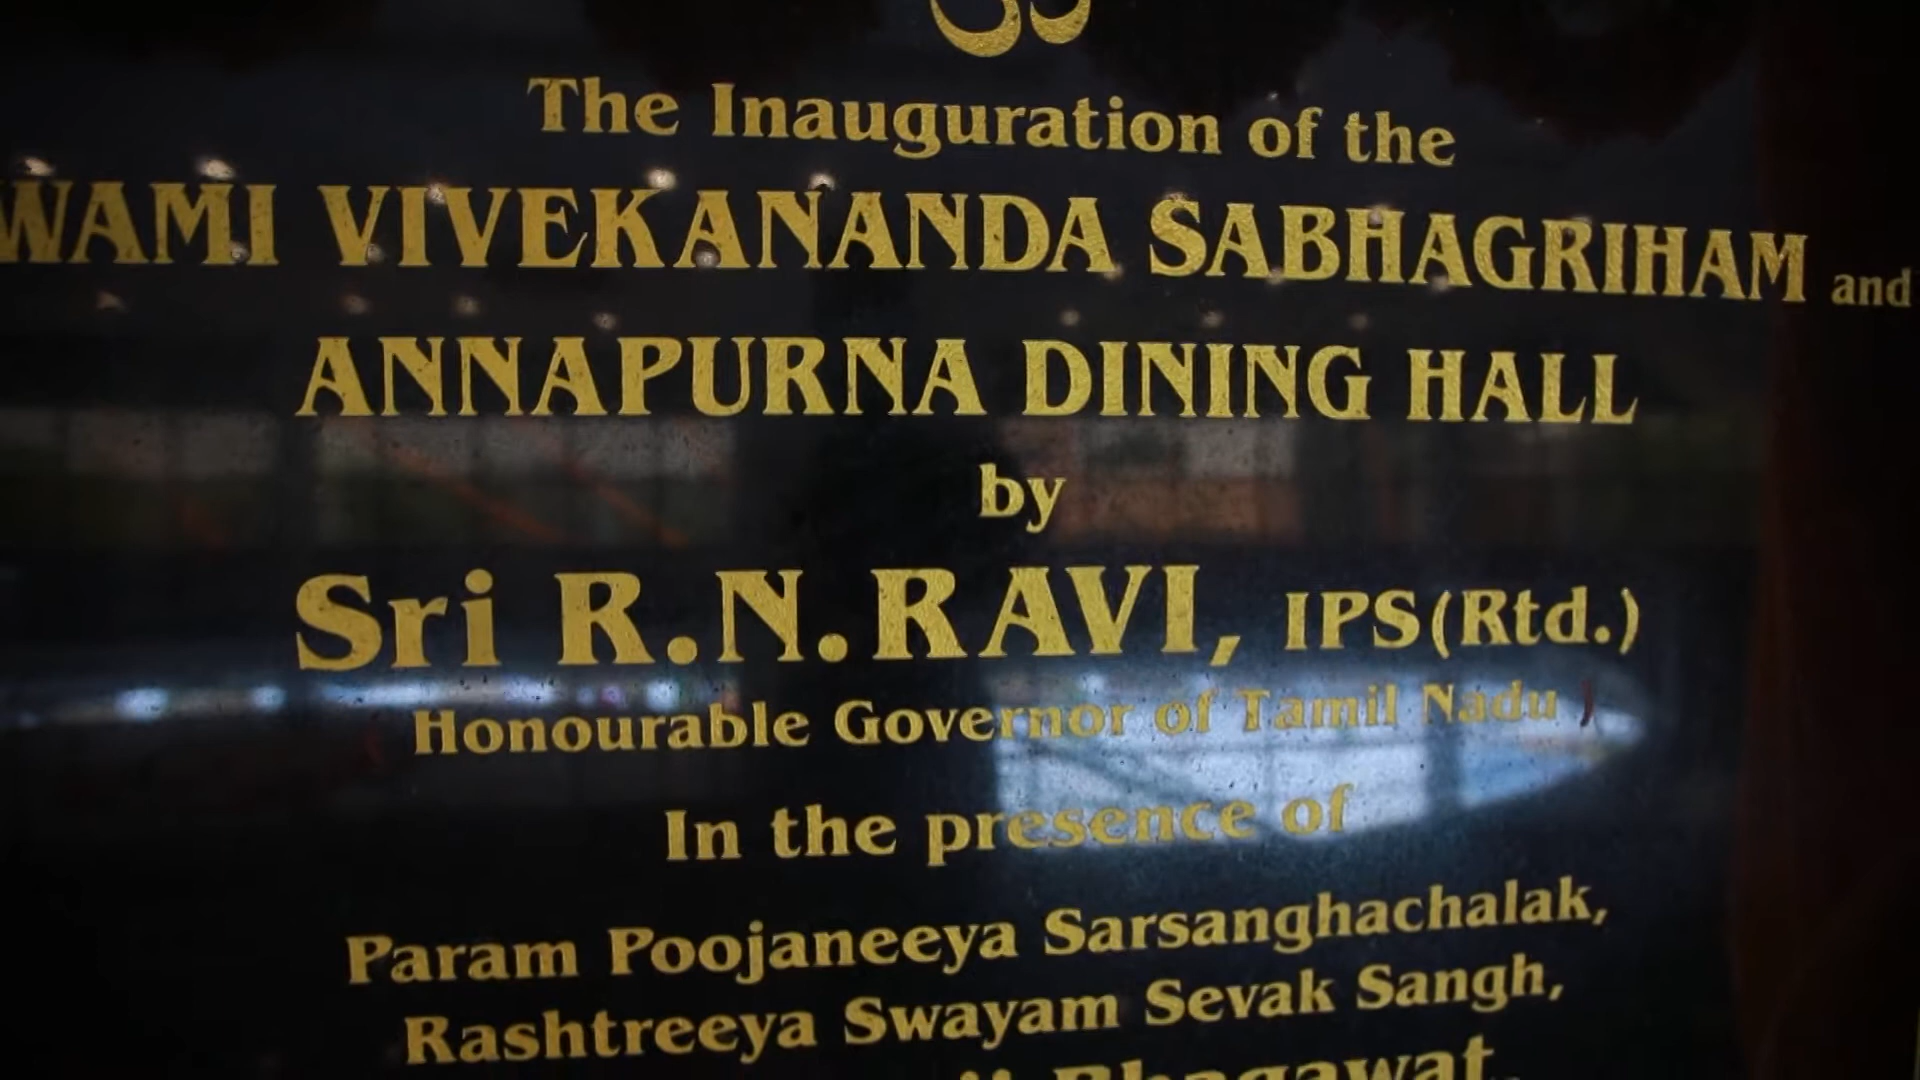 The Inauguration of the
WAMI VIVEKANANDA SABHAGRIHAM and
ANNAPURNA DINING HALL
by
Sri R.N.RAVI, IPS(Rtd.)
Honourable Governor of Tamil Nadu )
In the presence of
Param Poojaneeya Sarsanghachalak,
Rashtreeya Swayam Sevak Sangh,
Bhagawat,